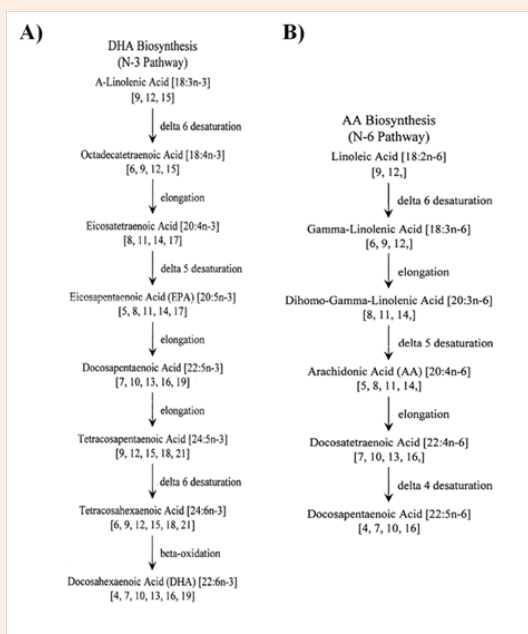 A)
DHA Biosynthesis
(N-3 Pathway)
A-Linolenic Acid [18:3n-3]
[9, 12, 15]
delta 6 desaturation
Octadecatetraenoic Acid [18:4n-3]
[6, 9, 12, 15]
elongation
Eicosatetraenoic Acid [20:4n-3]
[8, 11, 14, 17]
delta 5 desaturation
Eicosapentaenoic Acid (EPA) [20:5n-3]
[5, 8, 11, 14, 17]
elongation
Docosapentaenoic Acid [22:5n-3]
[7, 10, 13, 16, 19]
elongation
Tetracosapentaenoic Acid [24:5n-3]
[9, 12, 15, 18, 21]
delta 6 desaturation
Tetracosahexaenoic Acid [24:6n-3]
[6, 9, 12, 15, 18, 21]
beta-oxidation
Docosahexaenoic Acid (DHA) [22:6n-3]
[4, 7, 10, 13, 16, 19]
B)
AA Biosynthesis
(N-6 Pathway)
Linoleic Acid [18:2n-6]
[9, 12,]
delta 6 desaturation
Gamma-Linolenic Acid [18:3n-6]
[6, 9, 12,]
elongation
Dihomo-Gamma-Linolenic Acid [20:3n-6]
[8, 11, 14,]
delta 5 desaturation
Arachidonic Acid (AA) [20:4n-6]
[5, 8, 11, 14,]
elongation
Docosatetraenoic Acid [22:4n-6]
[7, 10, 13, 16,]
delta 4 desaturation
Docosapentaenoic Acid [22:5n-6]
[4, 7, 10, 16]